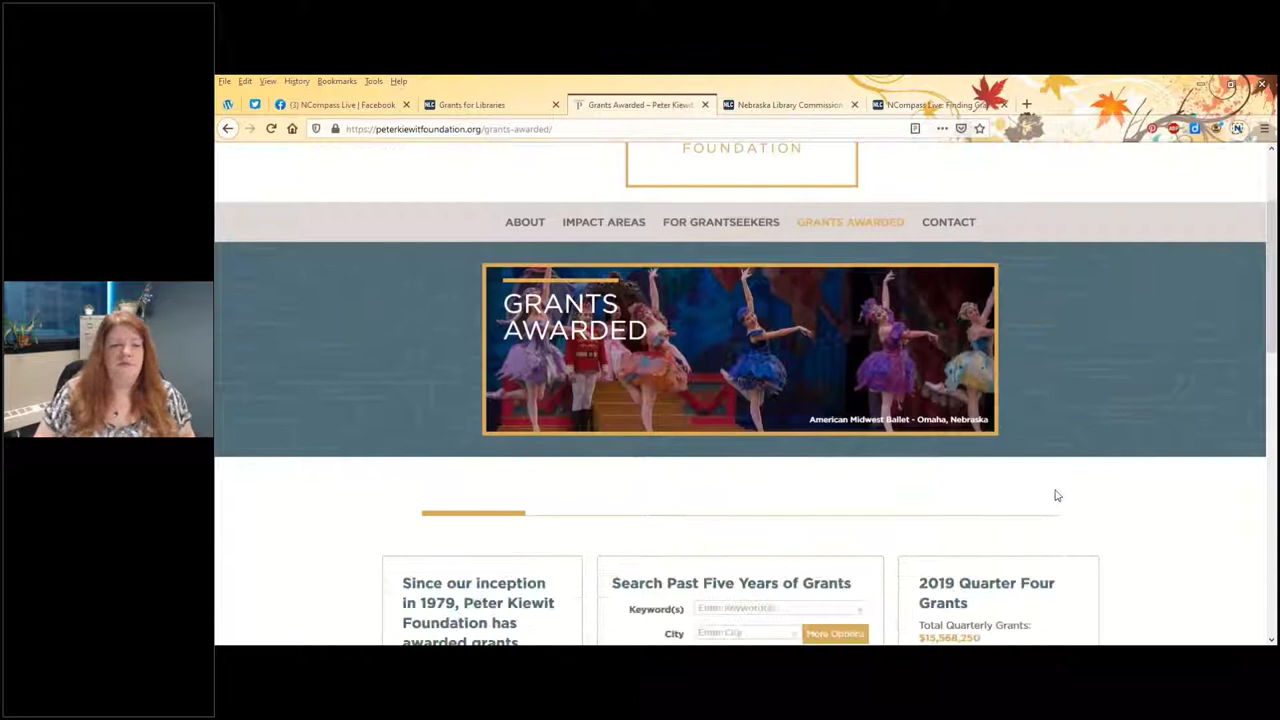 File Edit View History Bookmarks Tools Help
(3) NCompass Live | Facebook
Grants for Libraries
Grants Awarded – Peter Kiewit
Nebraska Library Commission
NCompass Live: Finding Gra
https://peterkiewitfoundation.org/grants-awarded/
FOUNDATION
ABOUT IMPACT AREAS FOR GRANTSEEKERS GRANTS AWARDED CONTACT
GRANTS
AWARDED
American Midwest Ballet - Omaha, Nebraska
Since our inception
in 1979, Peter Kiewit
Foundation has
awarded grants
Search Past Five Years of Grants
Keyword(s) Enter Keyword(s)...
City Enter City More Options
2019 Quarter Four
Grants
Total Quarterly Grants:
$15,568,250